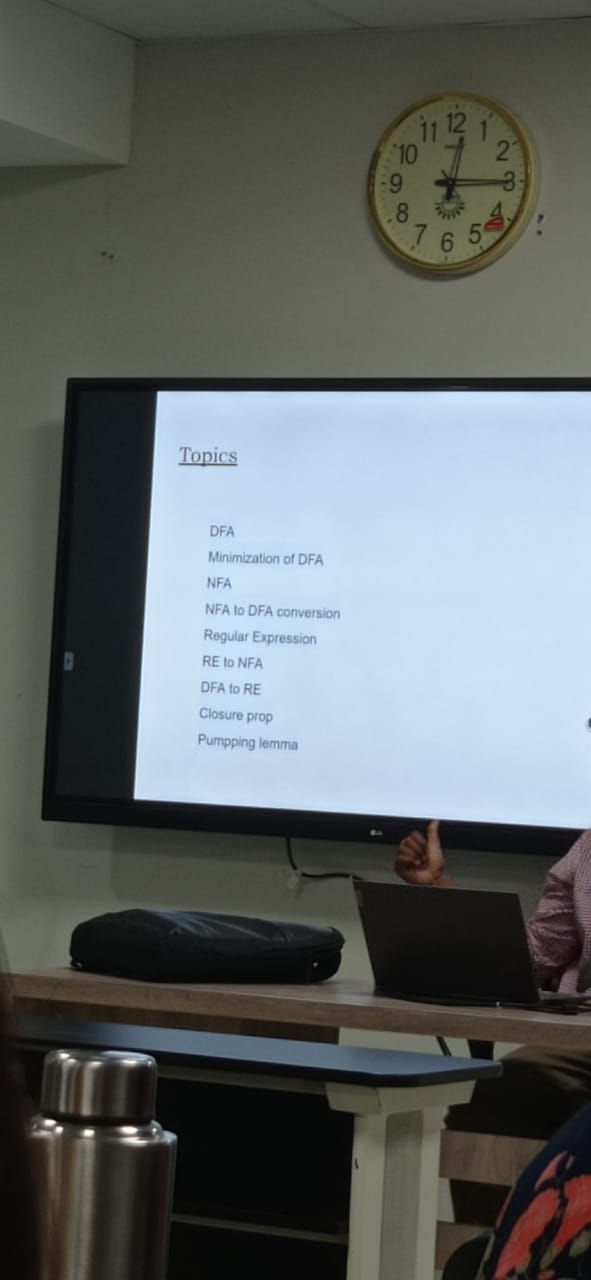 12
1
2
3
4
5
6
7
8
9
10
11
Topics
DFA
Minimization of DFA
NFA
NFA to DFA conversion
Regular Expression
RE to NFA
DFA to RE
Closure prop
Pumpping lemma
LG